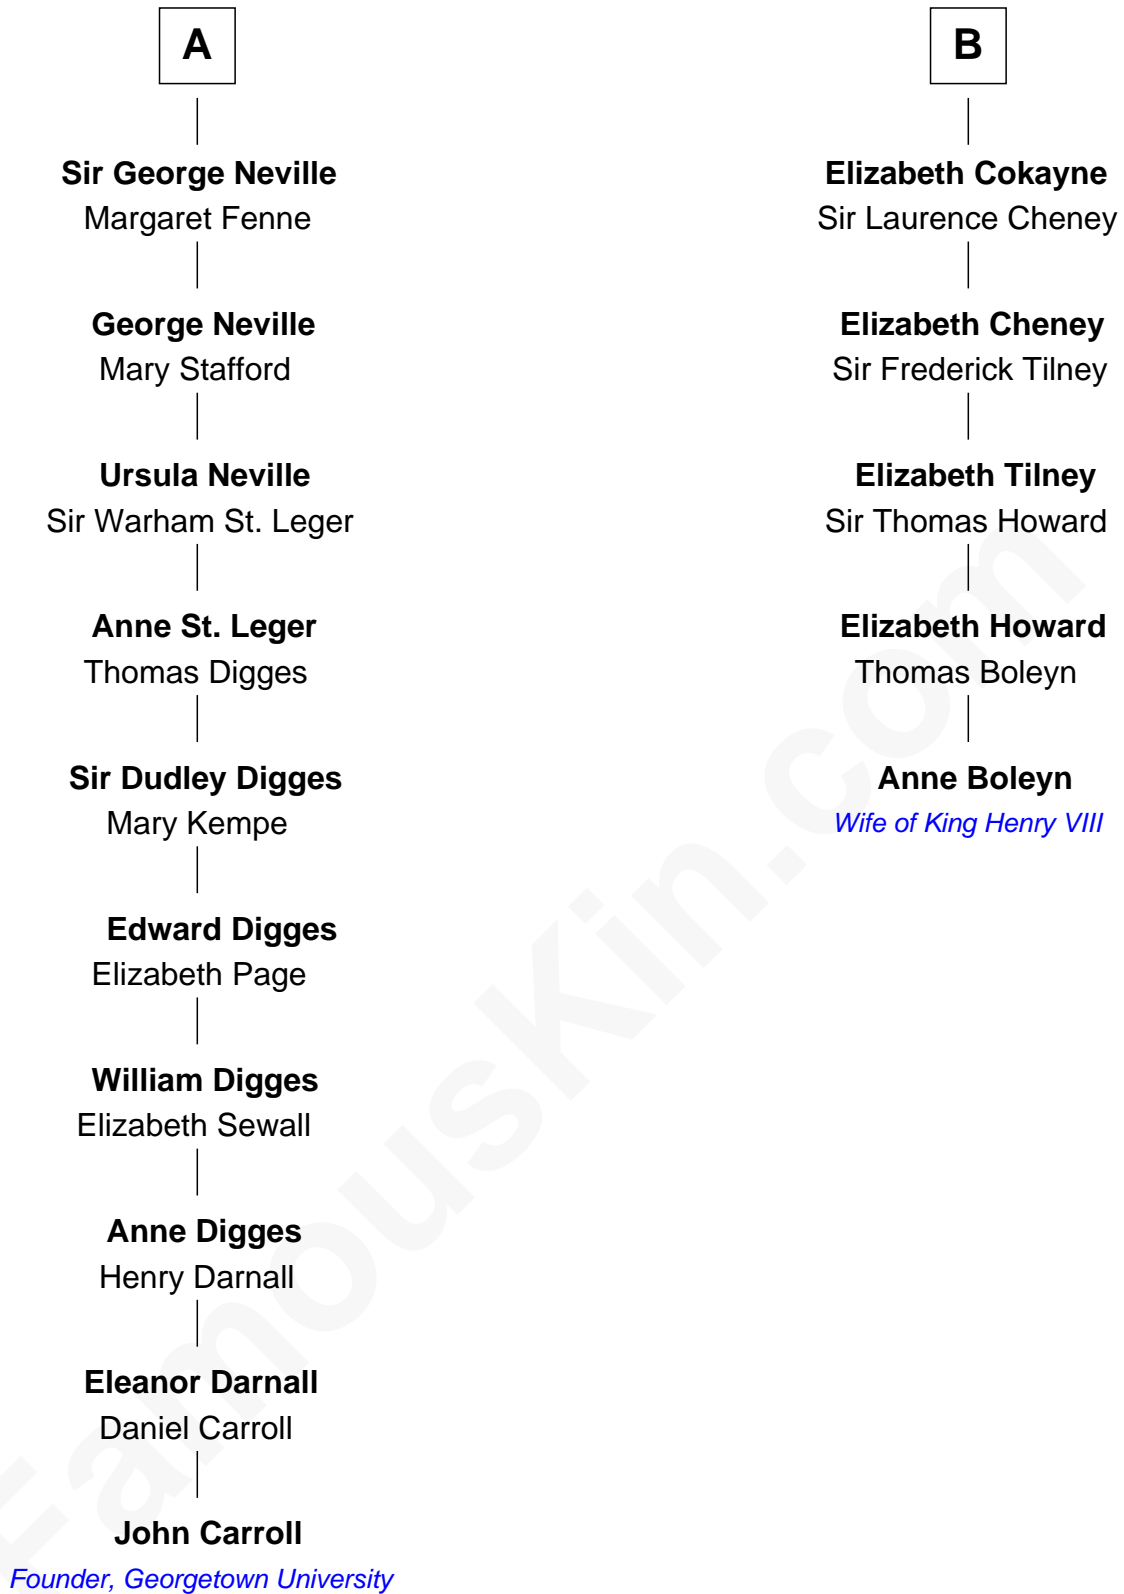 A
Sir George Neville
Margaret Fenne
George Neville
Mary Stafford
Ursula Neville
Sir Warham St. Leger
Anne St. Leger
Thomas Digges
Sir Dudley Digges
Mary Kempe
Edward Digges
Elizabeth Page
William Digges
Elizabeth Sewall
Anne Digges
Henry Darnall
Eleanor Darnall
Daniel Carroll
John Carroll
Founder, Georgetown University
B
Elizabeth Cokayne
Sir Laurence Cheney
Elizabeth Cheney
Sir Frederick Tilney
Elizabeth Tilney
Sir Thomas Howard
Elizabeth Howard
Thomas Boleyn
Anne Boleyn
Wife of King Henry VIII
FamousKin.com